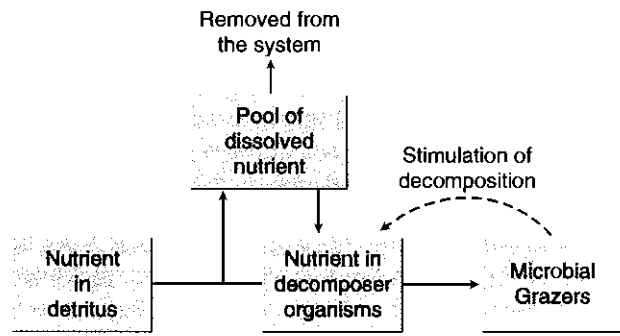 Removed from
the system
Pool of
dissolved
nutrient
Stimulation of
decomposition
Nutrient
in
detritus
Nutrient in
decomposer
organisms
Microbial
Grazers